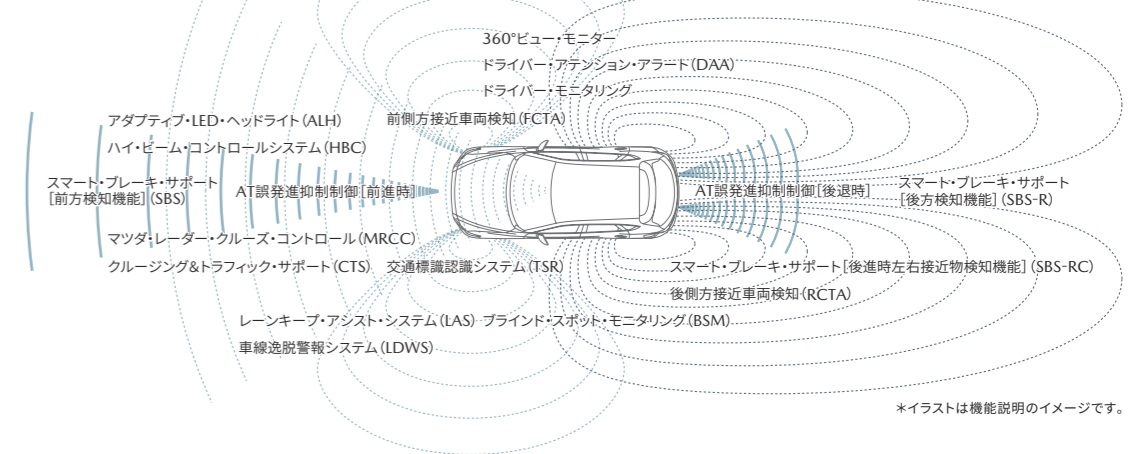 360°ビュー・モニター
ドライバー・アテンション・アラート（DAA）
ドライバー・モニタリング
アダプティブ・LED・ヘッドライト（ALH）
前側方接近車両検知（FCTA）
ハイ・ビーム・コントロールシステム（HBC）
スマート・ブレーキ・サポート
［前方検知機能］（SBS）
AT誤発進抑制制御［前進時］
AT誤発進抑制制御［後退時］
スマート・ブレーキ・サポート
［後方検知機能］（SBS-R）
マツダ・レーダー・クルーズ・コントロール（MRCC）
クルージング&トラフィック・サポート（CTS）
交通標識認識システム（TSR）
スマート・ブレーキ・サポート［後進時左右接近物検知機能］（SBS-RC）
後側方接近車両検知（RCTA）
レーンキープ・アシスト・システム（LAS）
ブラインド・スポット・モニタリング（BSM）
車線逸脱警報システム（LDWS）
＊イラストは機能説明のイメージです。